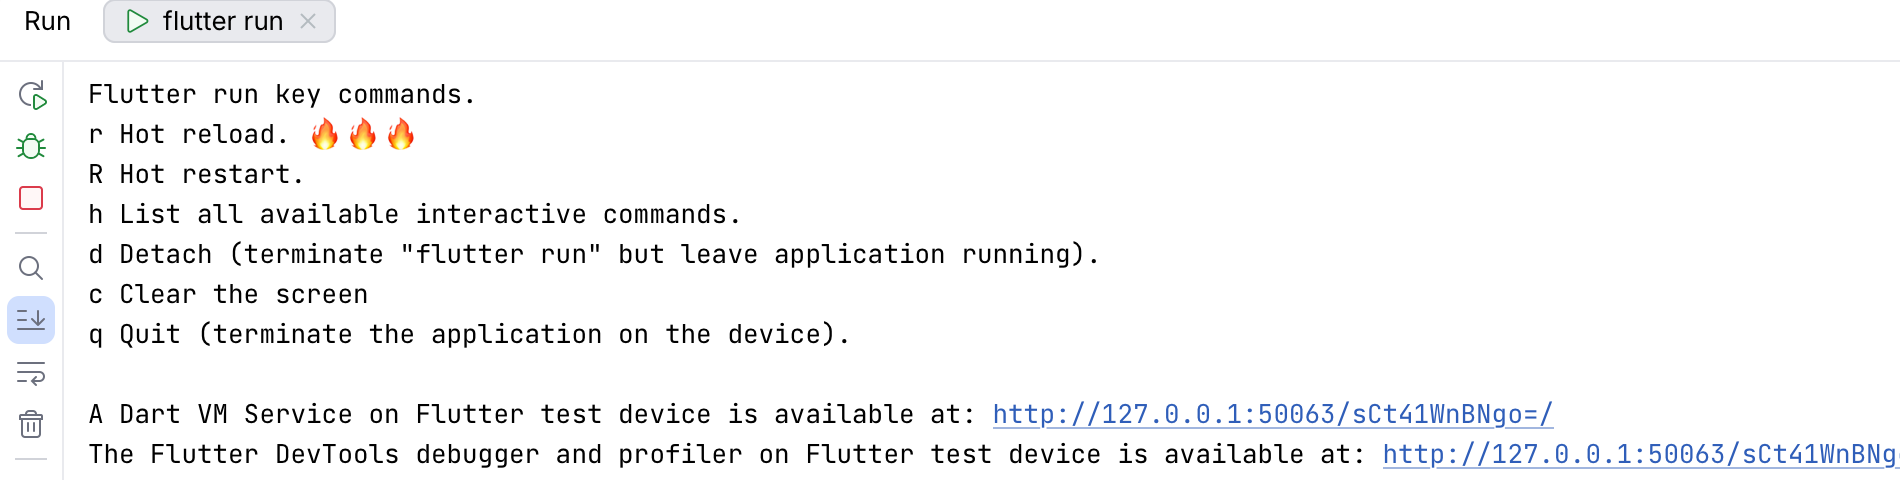 Run flutter run
Flutter run key commands.
r Hot reload. 🔥🔥🔥
R Hot restart.
h List all available interactive commands.
d Detach (terminate "flutter run" but leave application running).
c Clear the screen
q Quit (terminate the application on the device).
A Dart VM Service on Flutter test device is available at: http://127.0.0.1:50063/sCt41WnBNgo=/
The Flutter DevTools debugger and profiler on Flutter test device is available at: http://127.0.0.1:50063/sCt41WnBNg